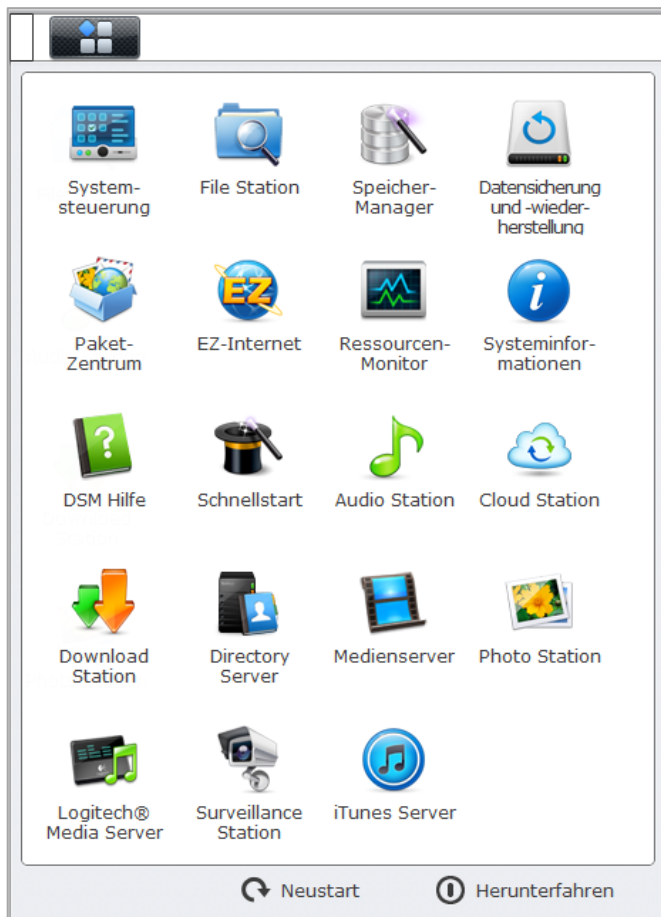 System-
steuerung
File Station
Speicher-
Manager
Datensicherung
und -wieder-
herstellung
Paket-
Zentrum
EZ
EZ-Internet
Ressourcen-
Monitor
i
Systeminfor-
mationen
?
DSM Hilfe
Schnellstart
Audio Station
Cloud Station
Download
Station
Directory
Server
Medienserver
Photo Station
Logitech®
Media Server
Surveillance
Station
iTunes Server
Neustart
Herunterfahren